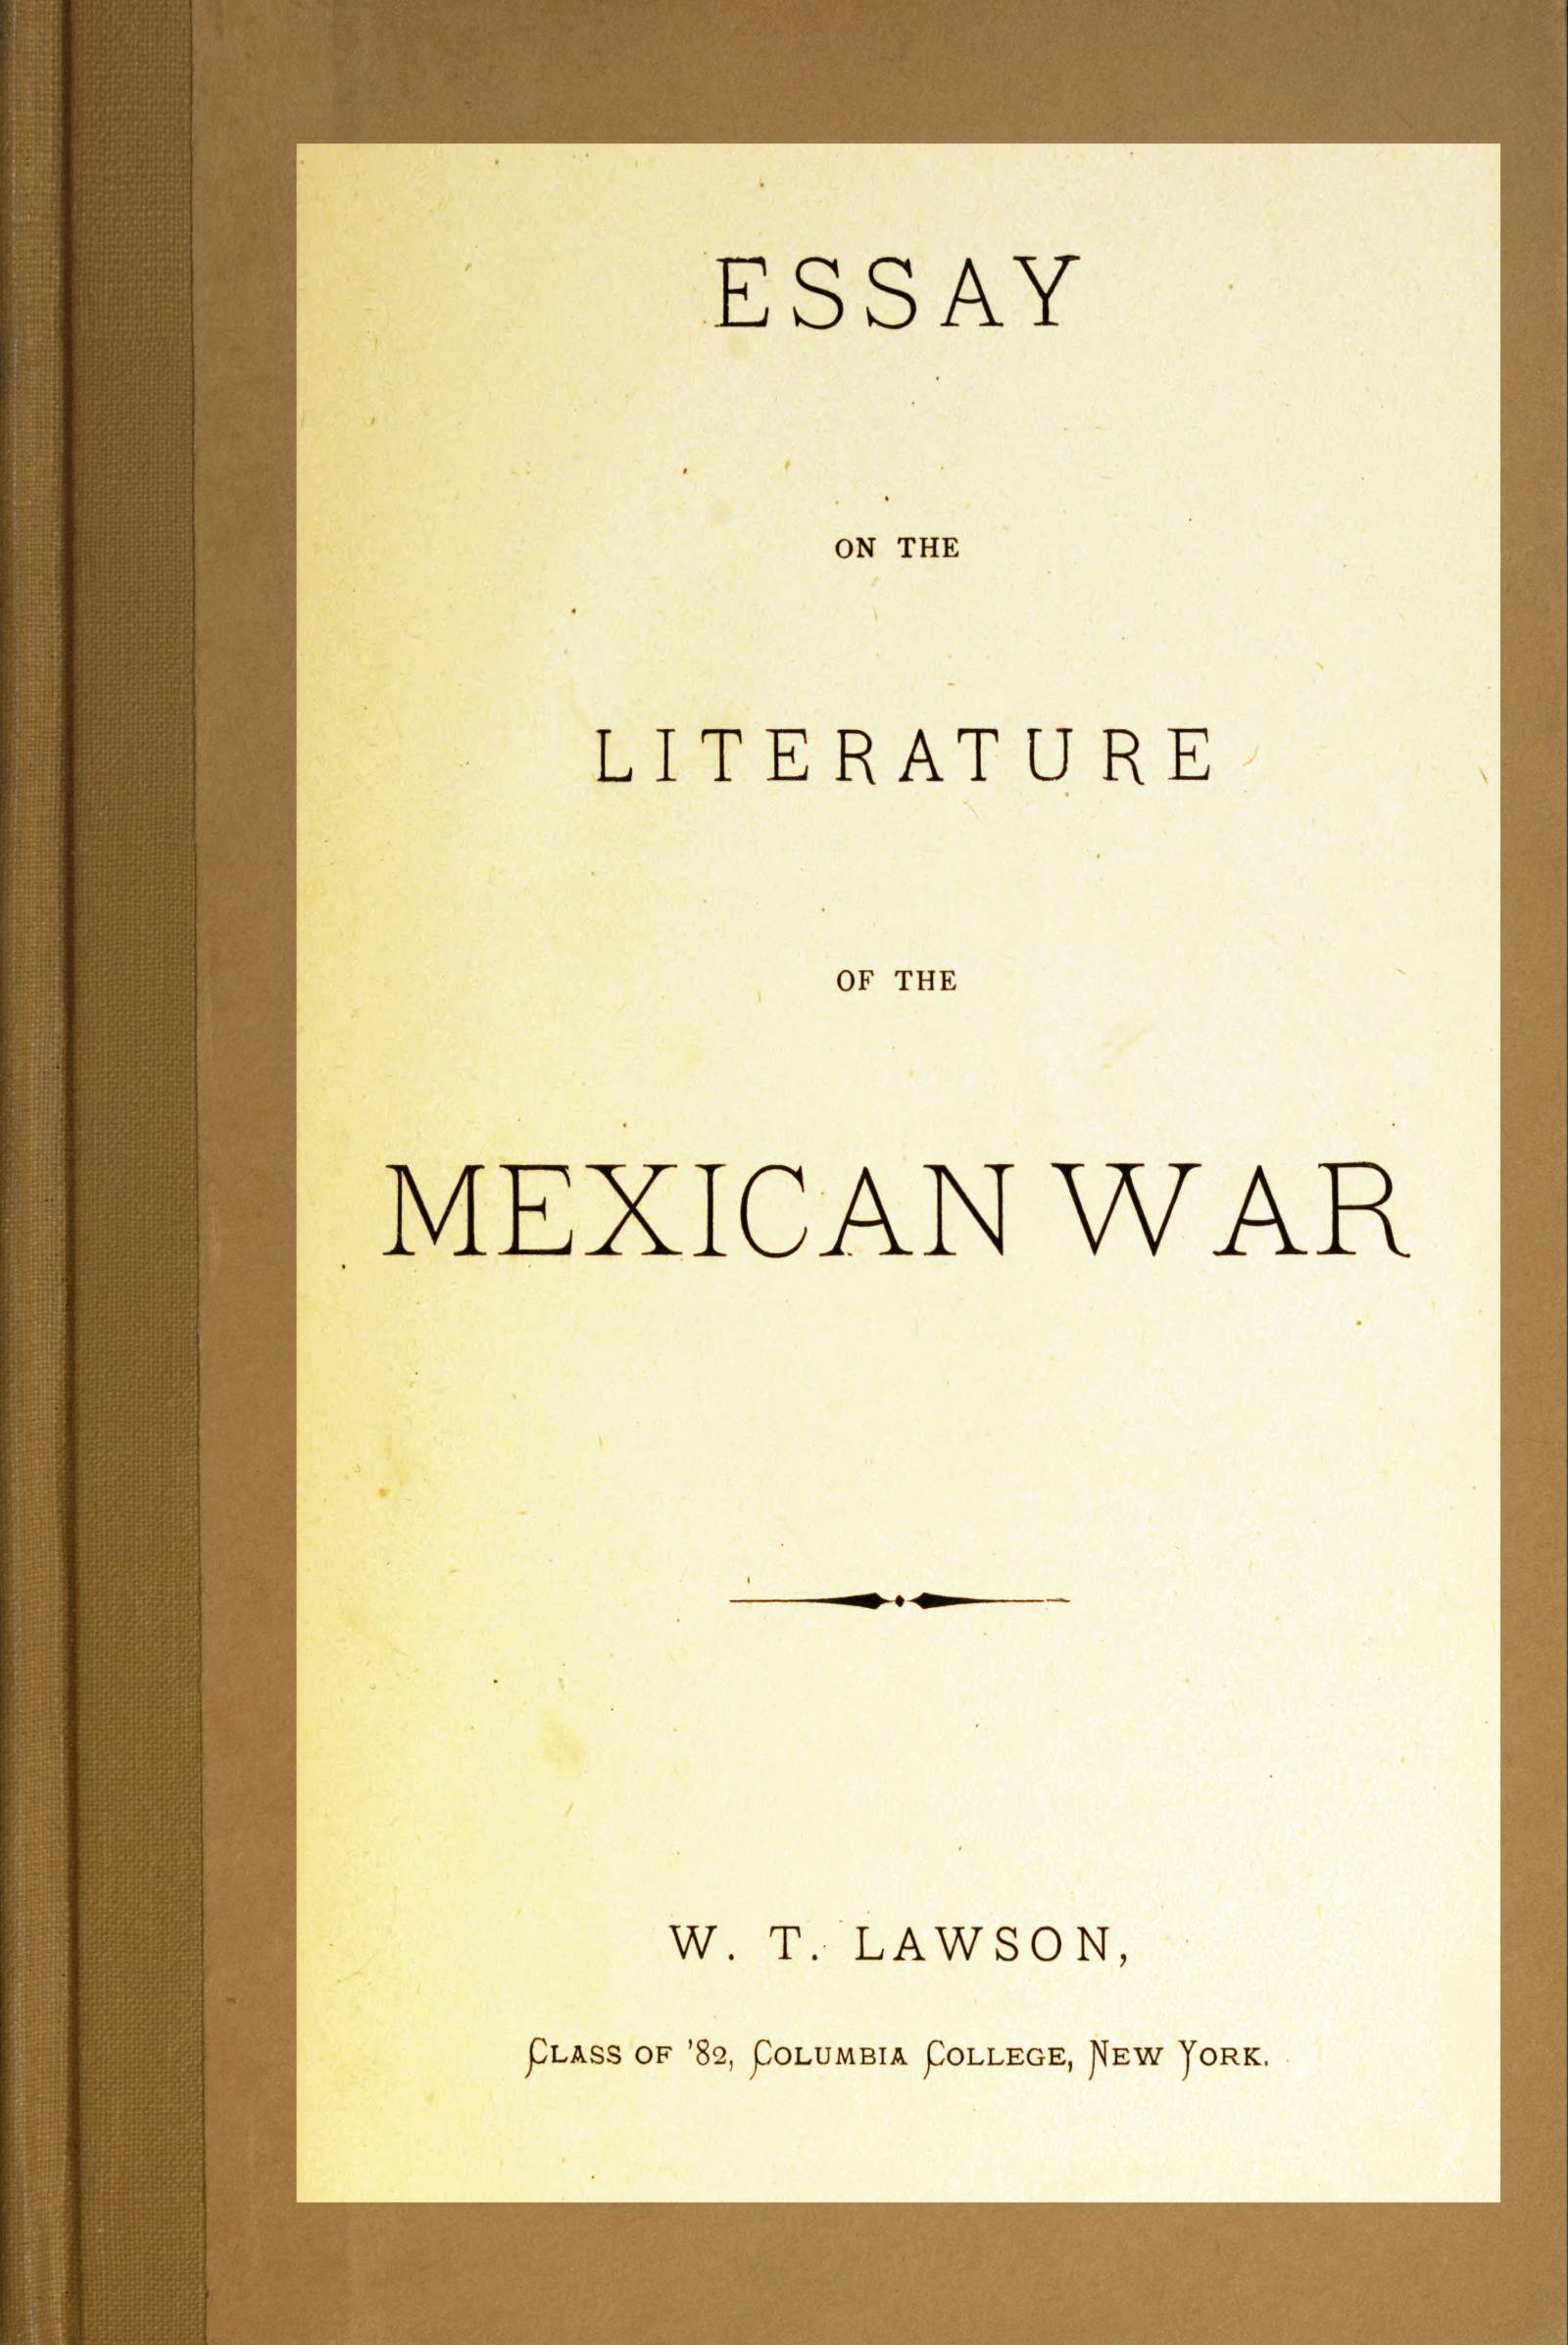 ESSAY
ON THE
LITERATURE
OF THE
MEXICAN WAR
W. T. LAWSON,
CLASS OF '82, COLUMBIA COLLEGE, NEW YORK.